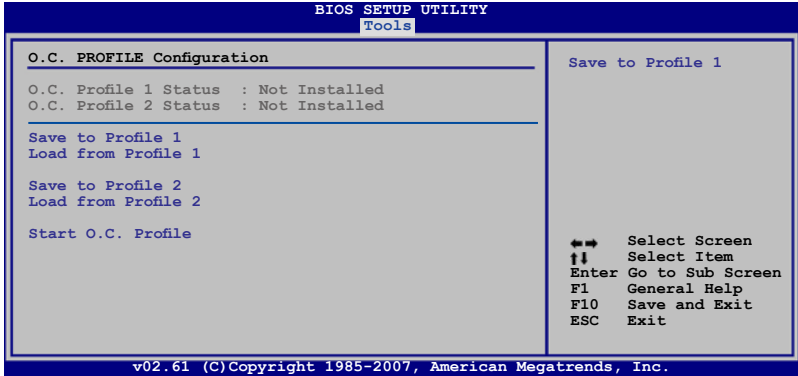 BIOS SETUP UTILITY
Tools
O.C. PROFILE Configuration
O.C. Profile 1 Status : Not Installed
O.C. Profile 2 Status : Not Installed
Save to Profile 1
Load from Profile 1
Save to Profile 2
Load from Profile 2
Start O.C. Profile
Save to Profile 1
Select Screen
Select Item
Enter Go to Sub Screen
F1 General Help
F10 Save and Exit
ESC Exit
v02.61 (C)Copyright 1985-2007, American Megatrends, Inc.